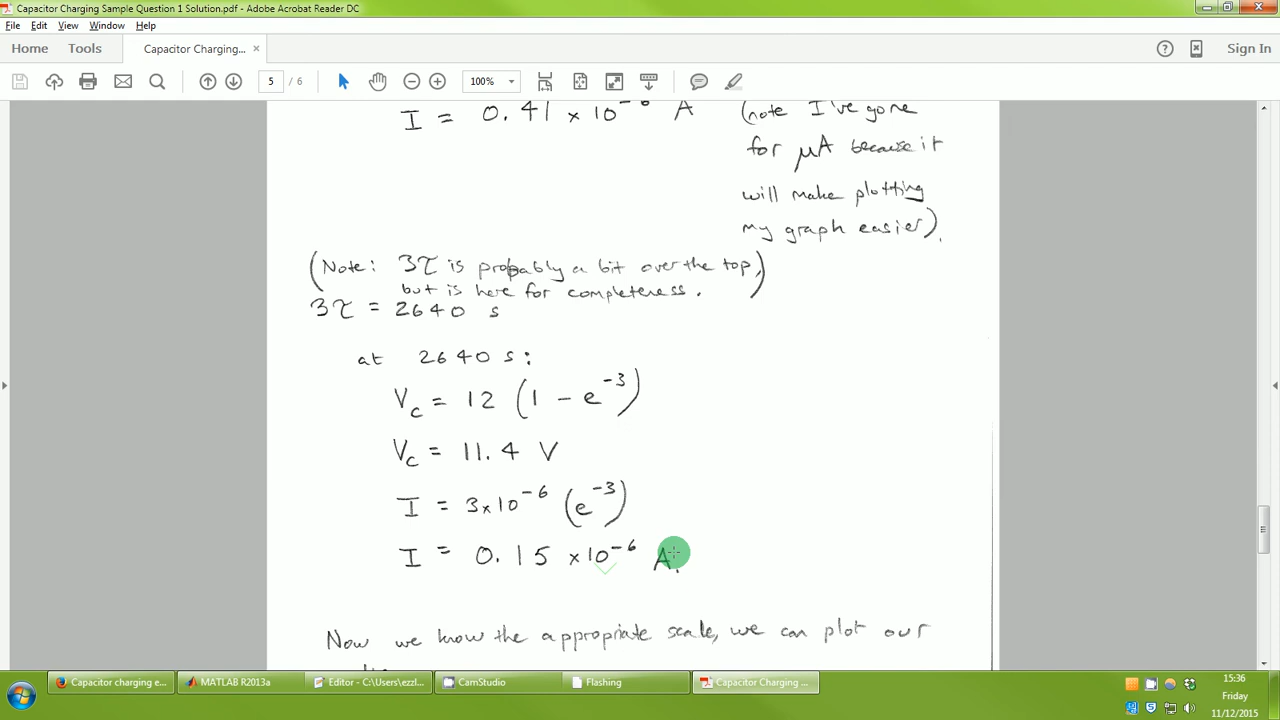 Capacitor Charging Sample Question 1 Solution.pdf - Adobe Acrobat Reader DC
File Edit View Window Help
Home Tools Capacitor Charging... × Sign In
5 / 6 100%
I = 0.41 × 10⁻⁶ A (note I've gone
for μA because it
will make plotting
my graph easier).
(Note: 3τ is probably a bit over the top,
but is here for completeness.)
3τ = 2640 s
at 2640 s:
Vc = 12 (1 - e⁻³)
Vc = 11.4 V
I = 3×10⁻⁶ (e⁻³)
I = 0.15 ×10⁻⁶ A.
Now we know the appropriate scale, we can plot our
Capacitor charging e... MATLAB R2013a Editor - C:\Users\ezzl... CamStudio Flashing Capacitor Charging ...
15:36
Friday
11/12/2015